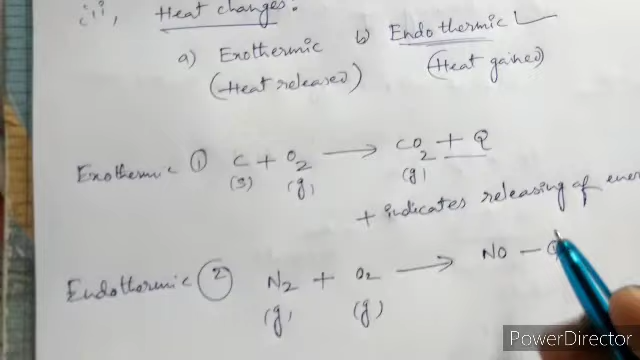 iii, Heat changes:
a) Exothermic b) Endothermic
(Heat released) (Heat gained)
Exothermic ① C + O2 → CO2 + Q
(s) (g) (g)
+ indicates releasing of
Endothermic ② N2 + O2 → NO –
(g) (g)
PowerDirector